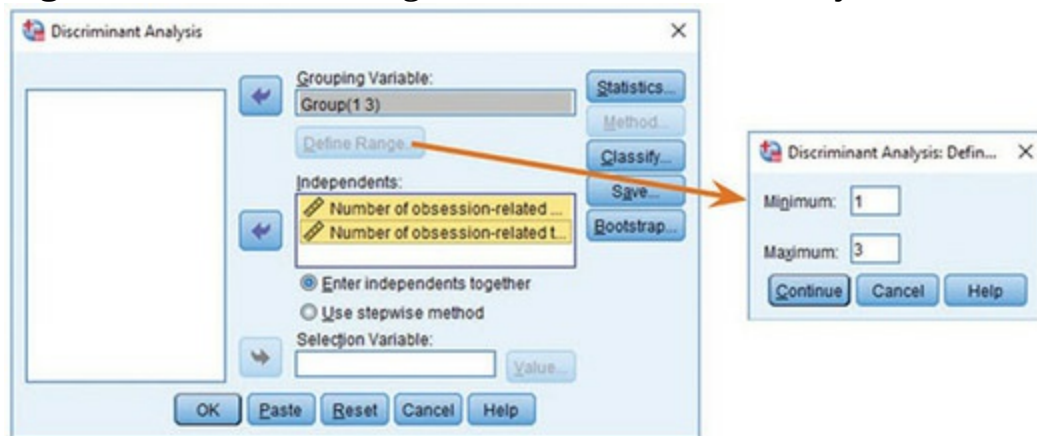 Discriminant Analysis
Grouping Variable:
Group(1 3)
Define Range...
Independents:
Number of obsession-related ...
Number of obsession-related t...
Enter independents together
Use stepwise method
Selection Variable:
Value...
OK Paste Reset Cancel Help
Statistics...
Method...
Classify...
Save...
Bootstrap...
Discriminant Analysis: Defin...
Minimum: 1
Maximum: 3
Continue Cancel Help